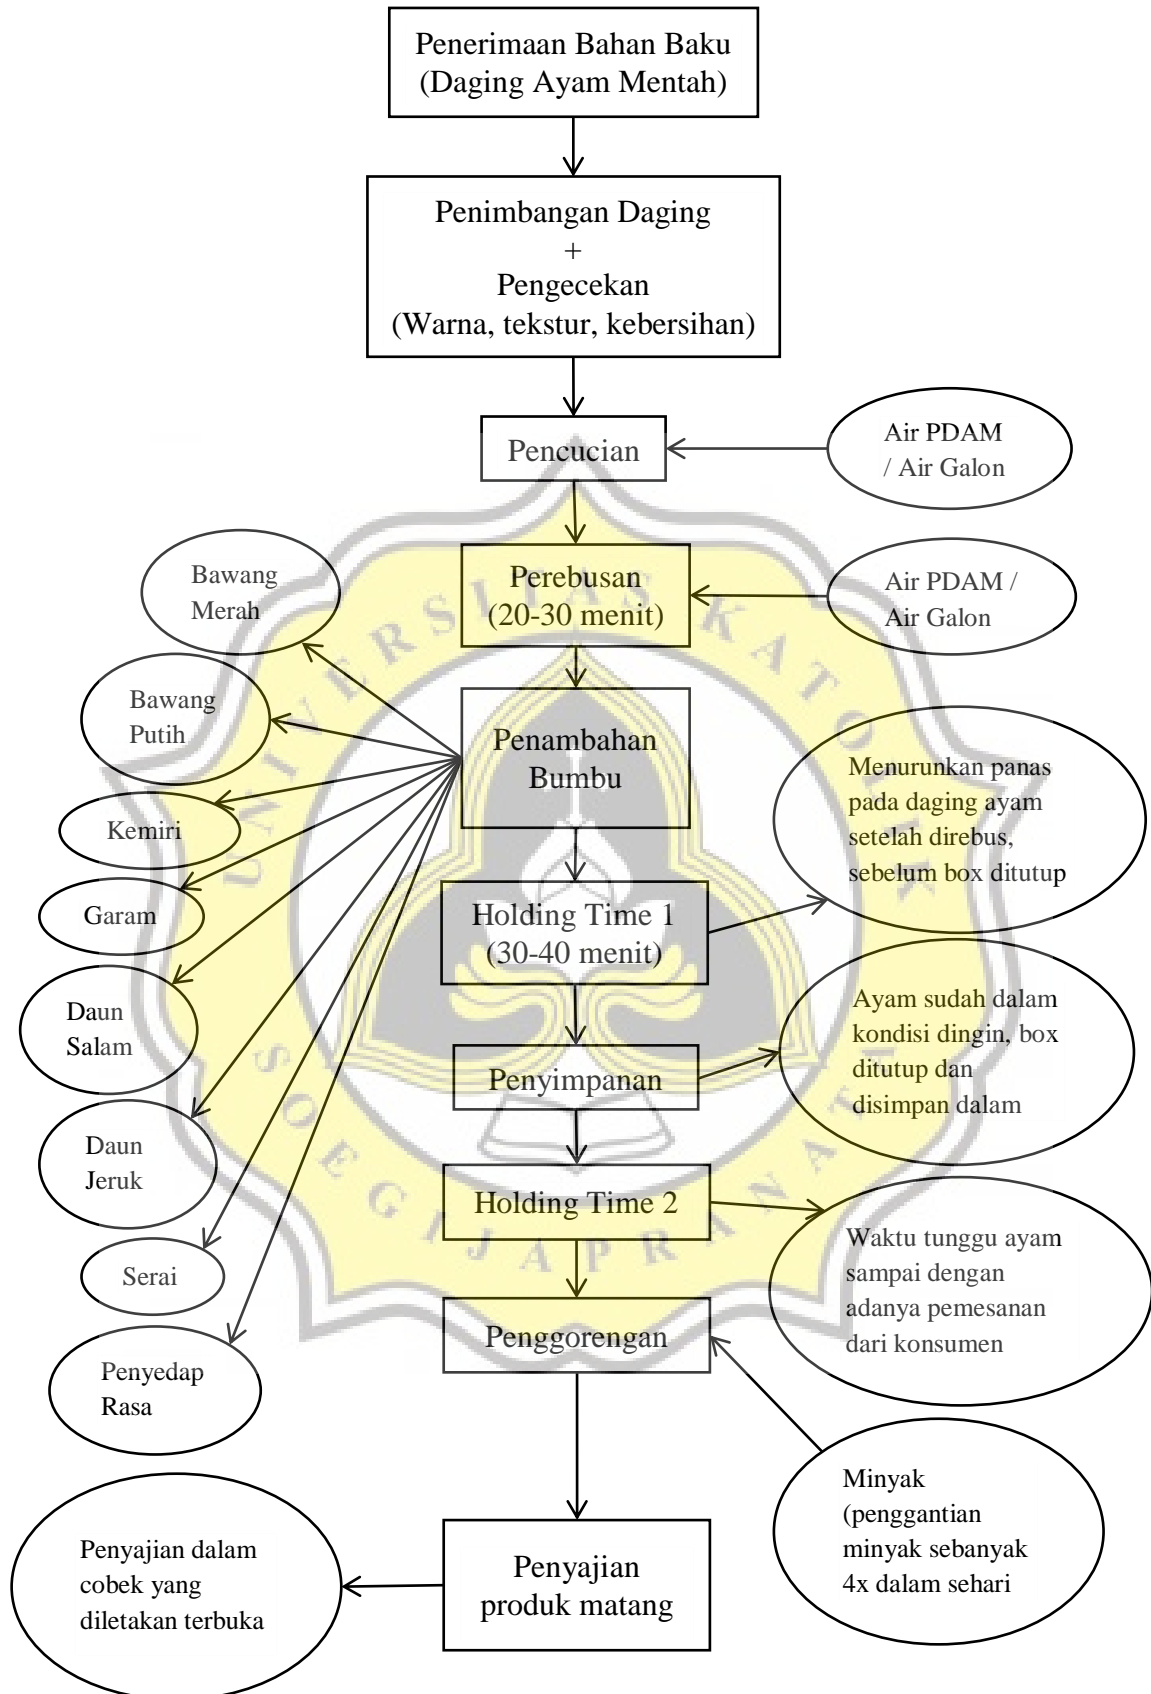 Penerimaan Bahan Baku
(Daging Ayam Mentah)
Penimbangan Daging
+
Pengecekan
(Warna, tekstur, kebersihan)
Pencucian
Air PDAM
/ Air Galon
Perebusan
(20-30 menit)
Air PDAM /
Air Galon
Penambahan
Bumbu
Bawang
Merah
Bawang
Putih
Kemiri
Garam
Daun
Salam
Daun
Jeruk
Serai
Penyedap
Rasa
Holding Time 1
(30-40 menit)
Menurunkan panas
pada daging ayam
setelah direbus,
sebelum box ditutup
Penyimpanan
Ayam sudah dalam
kondisi dingin, box
ditutup dan
disimpan dalam
Holding Time 2
Waktu tunggu ayam
sampai dengan
adanya pemesanan
dari konsumen
Penggorengan
Minyak
(penggantian
minyak sebanyak
4x dalam sehari
Penyajian
produk matang
Penyajian dalam
cobek yang
diletakan terbuka
UNIVERSITAS KATOLIK
SOEGIJAPRANATA